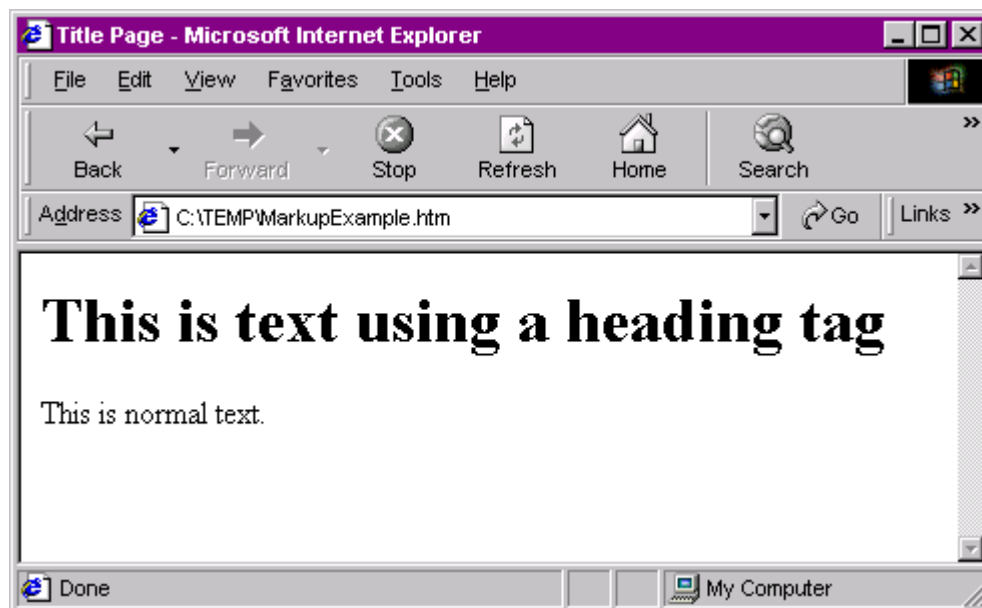 Title Page - Microsoft Internet Explorer
File Edit View Favorites Tools Help
Back Forward Stop Refresh Home Search »
Address C:\TEMP\MarkupExample.htm Go Links »
This is text using a heading tag
This is normal text.
Done My Computer